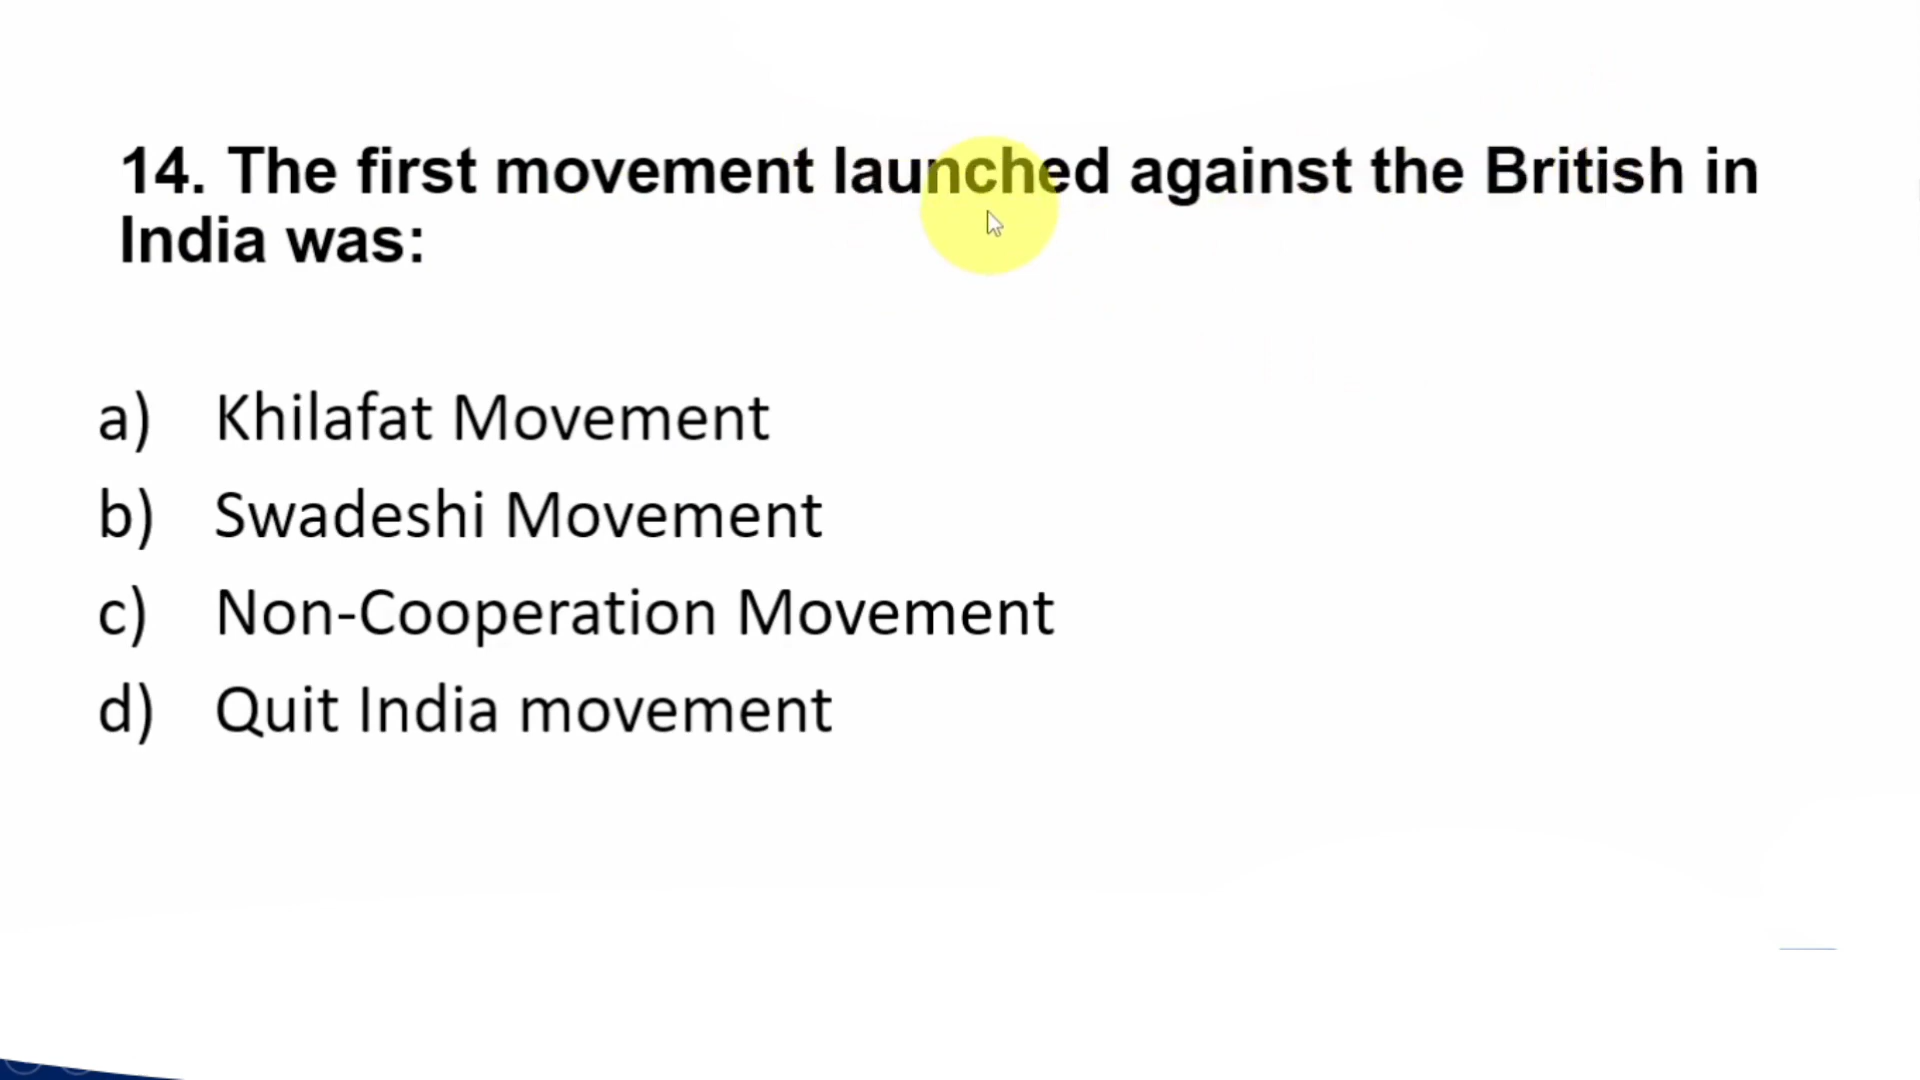 14. The first movement launched against the British in
India was:
a) Khilafat Movement
b) Swadeshi Movement
c) Non-Cooperation Movement
d) Quit India movement